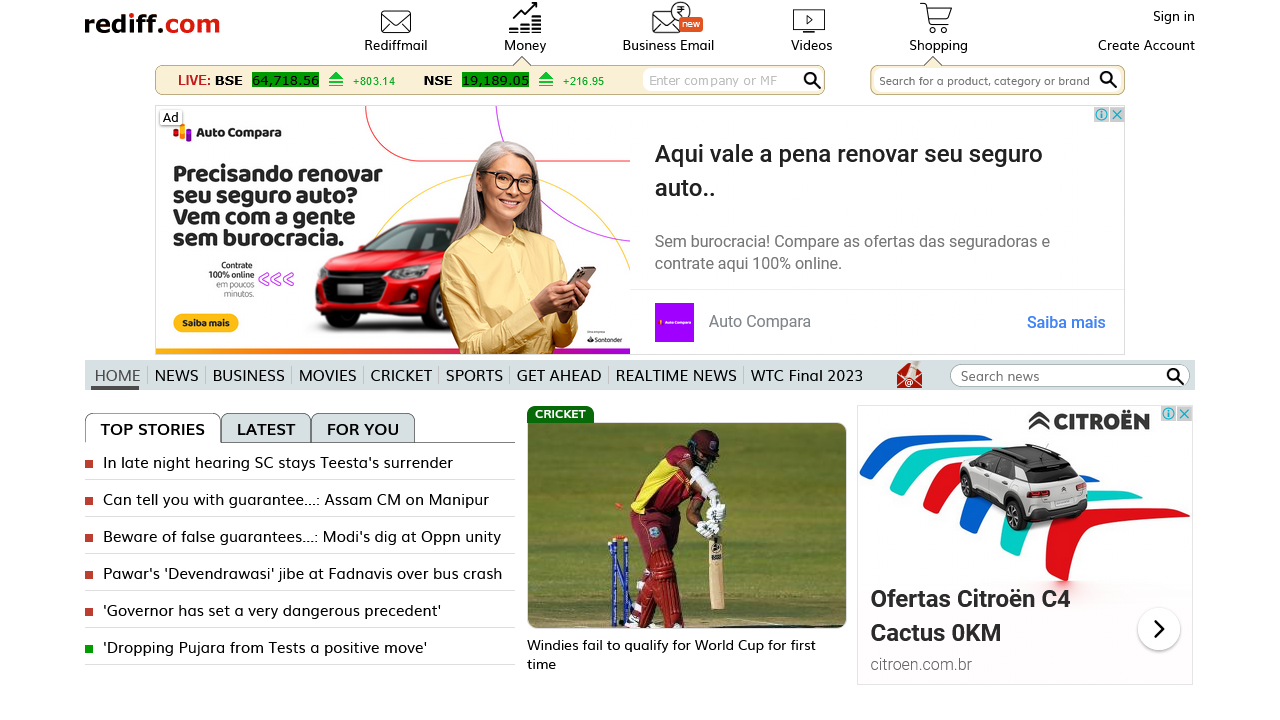 rediff.com
Rediffmail
Money
new
Business Email
Videos
Shopping
Sign in
Create Account
LIVE: BSE 64,718.56 +803.14 NSE 19,189.05 +216.95
Enter company or MF
Search for a product, category or brand
Ad
Auto Compara
Precisando renovar
seu seguro auto?
Vem com a gente
sem burocracia.
Contrate
100% online
em poucos
minutos.
Saiba mais
Santander
Aqui vale a pena renovar seu seguro
auto..
Sem burocracia! Compare as ofertas das seguradoras e
contrate aqui 100% online.
Auto Compara
Saiba mais
HOME NEWS BUSINESS MOVIES CRICKET SPORTS GET AHEAD REALTIME NEWS WTC Final 2023
Search news
TOP STORIES LATEST FOR YOU
In late night hearing SC stays Teesta's surrender
Can tell you with guarantee...: Assam CM on Manipur
Beware of false guarantees...: Modi's dig at Oppn unity
Pawar's 'Devendrawasi' jibe at Fadnavis over bus crash
'Governor has set a very dangerous precedent'
'Dropping Pujara from Tests a positive move'
CRICKET
Windies fail to qualify for World Cup for first
time
CITROËN
Ofertas Citroën C4
Cactus 0KM
citroen.com.br